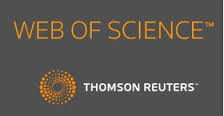 WEB OF SCIENCE™
THOMSON REUTERS™